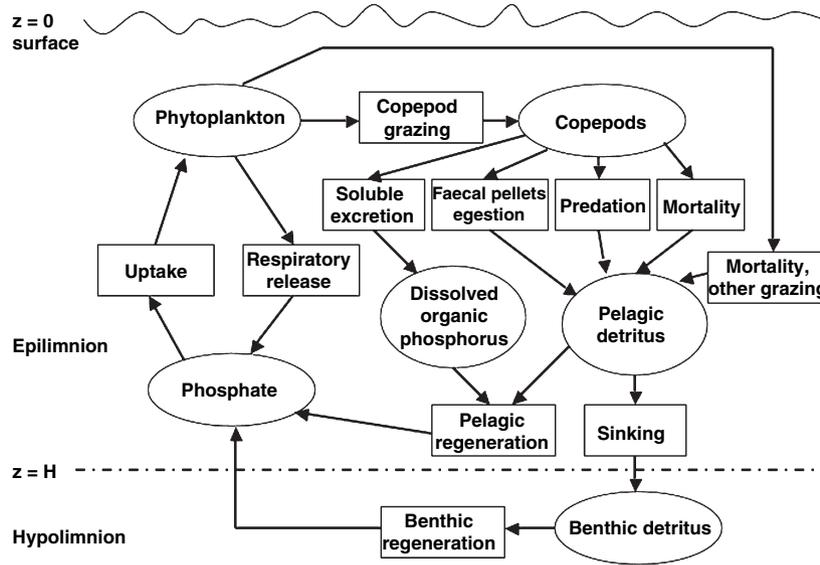 z = 0
surface
Phytoplankton
Copepod
grazing
Copepods
Soluble
excretion
Faecal pellets
egestion
Predation
Mortality
Uptake
Respiratory
release
Mortality,
other grazing
Dissolved
organic
phosphorus
Pelagic
detritus
Epilimnion
Phosphate
Pelagic
regeneration
Sinking
z = H
Hypolimnion
Benthic
regeneration
Benthic detritus